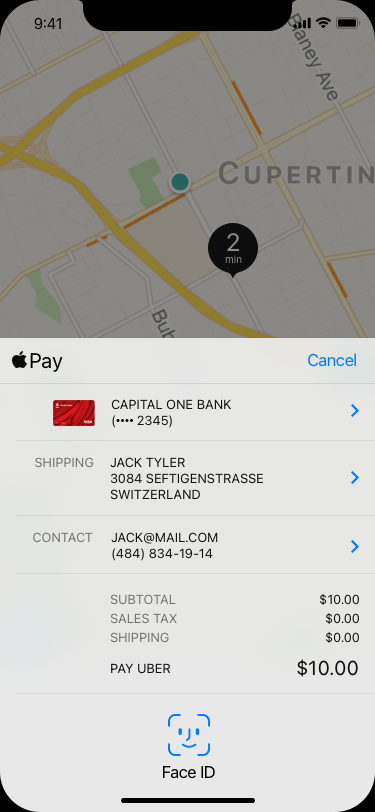 9:41
Blaney Ave
CUPERTIN
2
min
Bub
Pay
Cancel
CAPITAL ONE BANK
(•••• 2345)
SHIPPING
JACK TYLER
3084 SEFTIGENSTRASSE
SWITZERLAND
CONTACT
JACK@MAIL.COM
(484) 834-19-14
SUBTOTAL $10.00
SALES TAX $0.00
SHIPPING $0.00
PAY UBER $10.00
Face ID